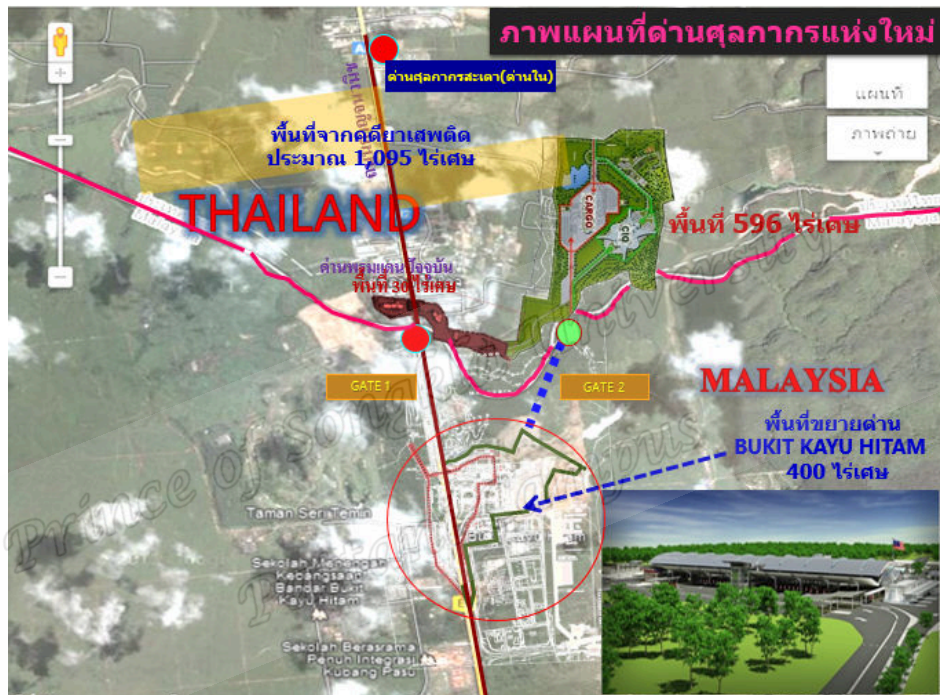 ภาพแผนที่ด่านศุลกากรแห่งใหม่
ด่านศุลกากรสะเดา(ด่านใน)
แผนที่
ภาพถ่าย
พื้นที่จากคดียาเสพติด
ประมาณ 1,095 ไร่เศษ
THAILAND
CARGO
CIQ
พื้นที่ 596 ไร่เศษ
ด่านพรมแดนปัจจุบัน
พื้นที่ 30 ไร่เศษ
GATE 1
GATE 2
MALAYSIA
พื้นที่ขยายด่าน
BUKIT KAYU HITAM
400 ไร่เศษ
Taman Seri Temin
Sekolah Menengah
Kebangsaan
Bandar Bukit
Kayu Hitam
Sekolah Berasrama
Penuh Integrasi
Kubang Pasu
Prince of Songkla University